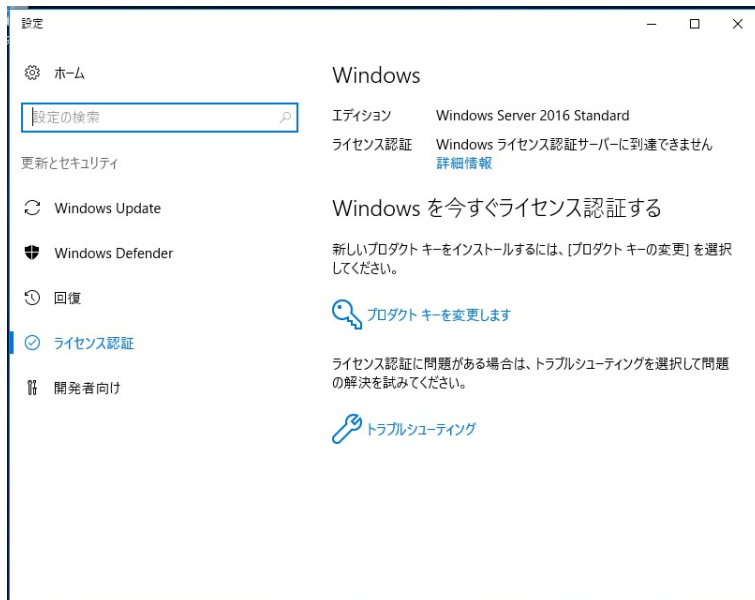 設定
ホーム
設定の検索
更新とセキュリティ
Windows Update
Windows Defender
回復
ライセンス認証
開発者向け
Windows
エディション Windows Server 2016 Standard
ライセンス認証 Windows ライセンス認証サーバーに到達できません
詳細情報
Windows を今すぐライセンス認証する
新しいプロダクト キーをインストールするには、[プロダクト キーの変更] を選択
してください。
プロダクト キーを変更します
ライセンス認証に問題がある場合は、トラブルシューティングを選択して問題
の解決を試みてください。
トラブルシューティング